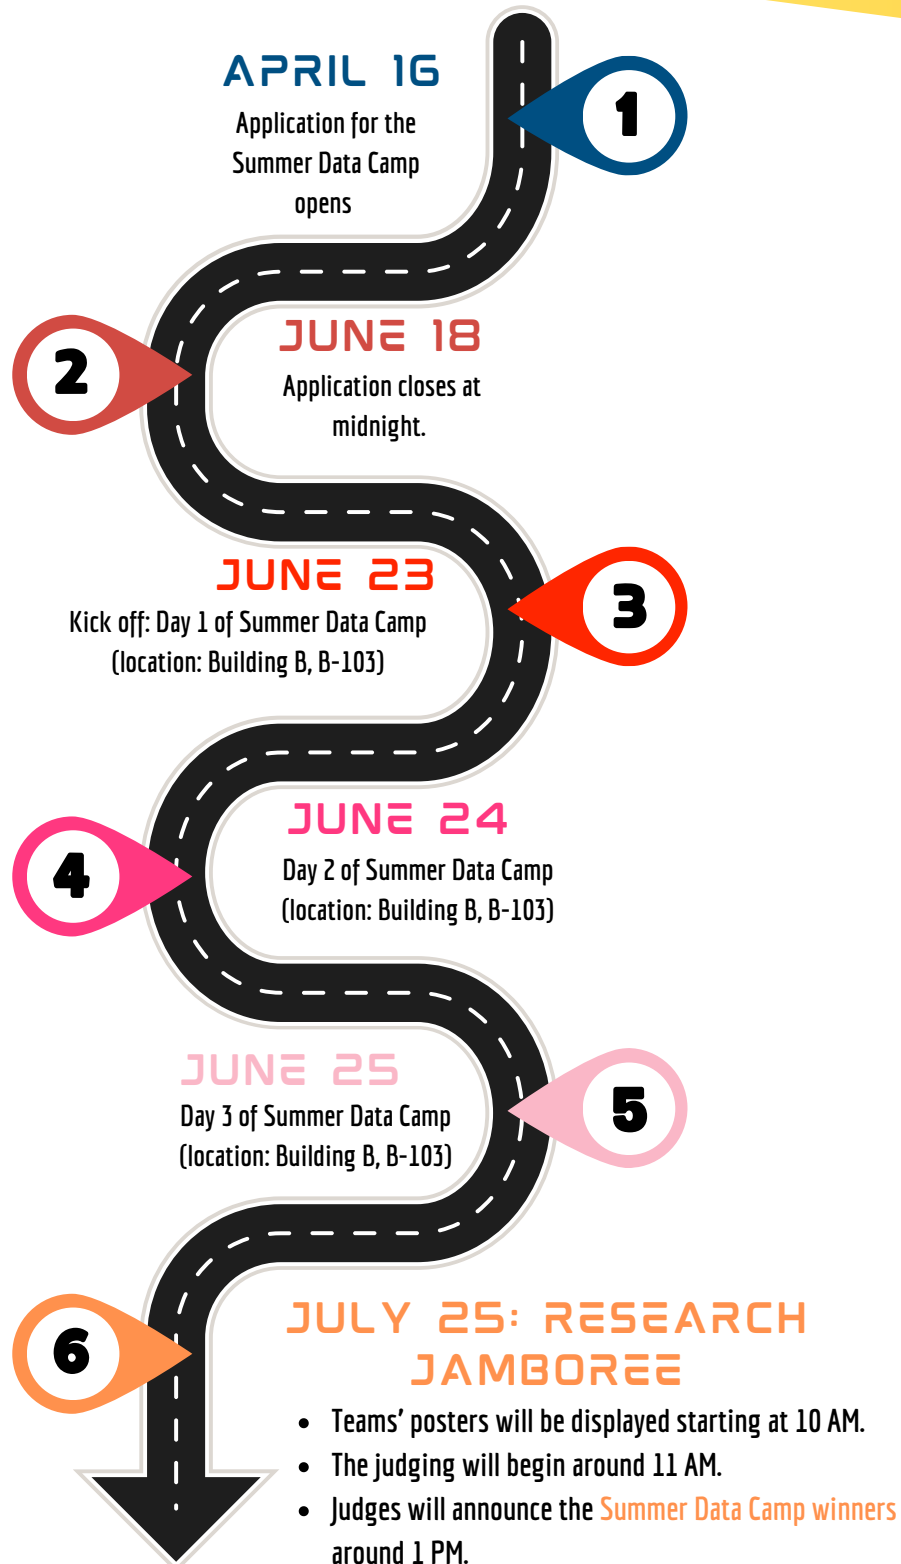 APRIL 16
1
Application for the
Summer Data Camp
opens
JUNE 18
2
Application closes at
midnight.
JUNE 23
3
Kick off: Day 1 of Summer Data Camp
(location: Building B, B-103)
JUNE 24
4
Day 2 of Summer Data Camp
(location: Building B, B-103)
JUNE 25
5
Day 3 of Summer Data Camp
(location: Building B, B-103)
6
JULY 25: RESEARCH
JAMBOREE
• Teams' posters will be displayed starting at 10 AM.
• The judging will begin around 11 AM.
• Judges will announce the Summer Data Camp winners
around 1 PM.